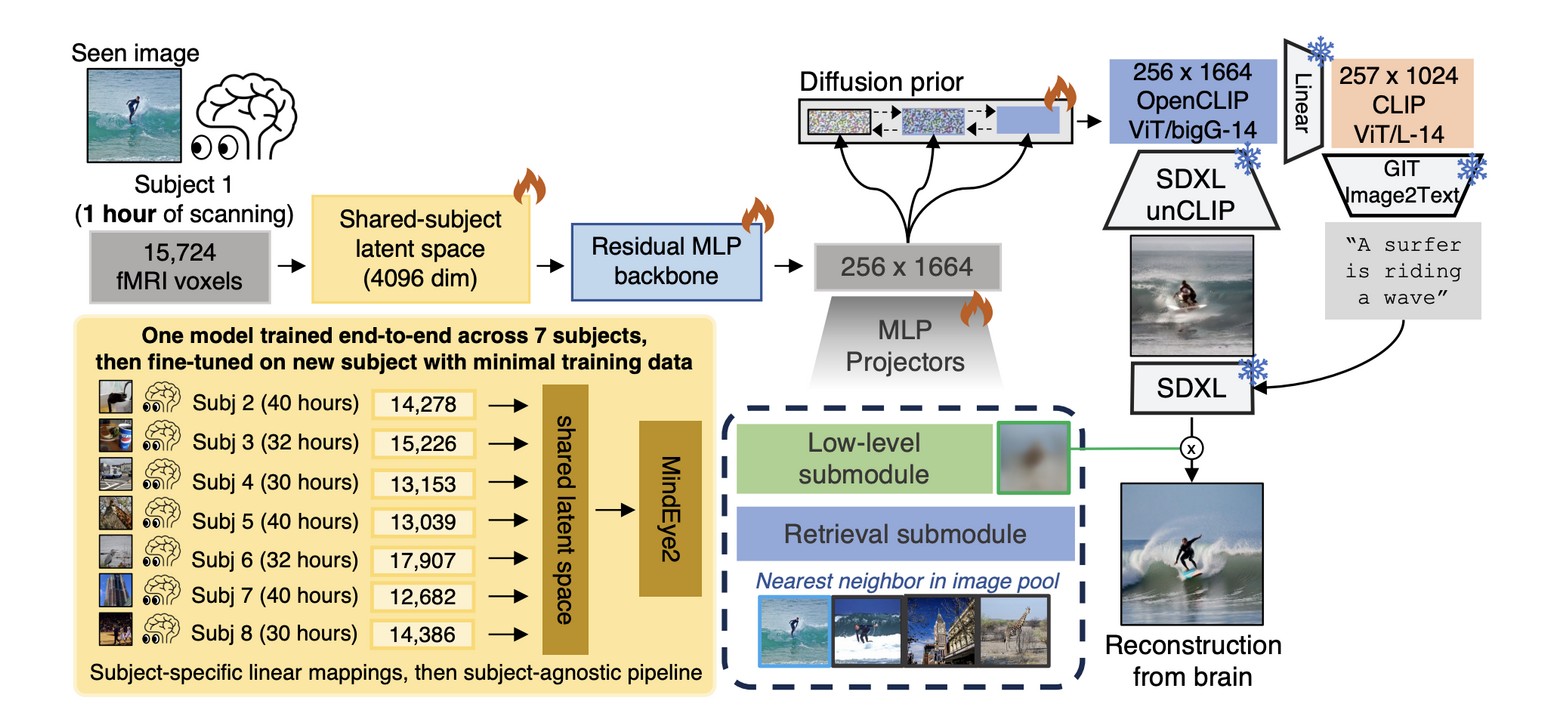 Seen image
Subject 1
(1 hour of scanning)
15,724
fMRI voxels
Shared-subject
latent space
(4096 dim)
Residual MLP
backbone
256 x 1664
MLP
Projectors
Diffusion prior
256 x 1664
OpenCLIP
ViT/bigG-14
Linear
257 x 1024
CLIP
ViT/L-14
SDXL
unCLIP
GIT
Image2Text
“A surfer
is riding
a wave”
SDXL
x
Reconstruction
from brain
One model trained end-to-end across 7 subjects,
then fine-tuned on new subject with minimal training data
Subj 2 (40 hours) 14,278
Subj 3 (32 hours) 15,226
Subj 4 (30 hours) 13,153
Subj 5 (40 hours) 13,039
Subj 6 (32 hours) 17,907
Subj 7 (40 hours) 12,682
Subj 8 (30 hours) 14,386
shared latent space
MindEye2
Subject-specific linear mappings, then subject-agnostic pipeline
Low-level
submodule
Retrieval submodule
Nearest neighbor in image pool